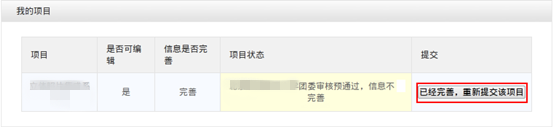 我的项目
项目 是否可编辑 信息是否完善 项目状态 提交
是 完善 团委审核预通过，信息不完善 已经完善，重新提交该项目